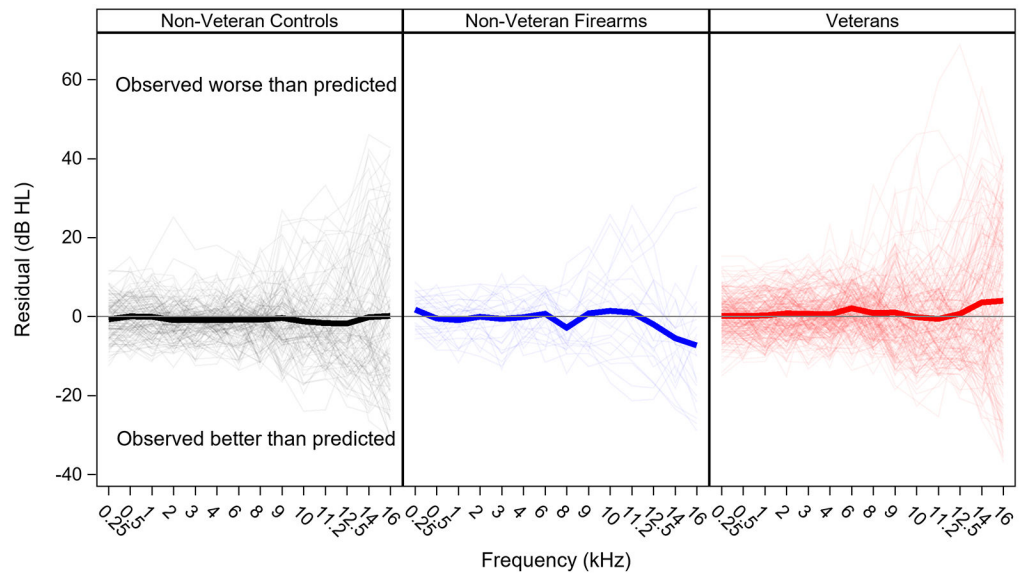 Non-Veteran Controls Non-Veteran Firearms Veterans
60
Observed worse than predicted
40
20
0
-20
Observed better than predicted
-40
Residual (dB HL)
0.25 0.5 1 2 3 4 6 8 9 10 11.2 12.5 14 16 0.25 0.5 1 2 3 4 6 8 9 10 11.2 12.5 14 16 0.25 0.5 1 2 3 4 6 8 9 10 11.2 12.5 14 16
Frequency (kHz)